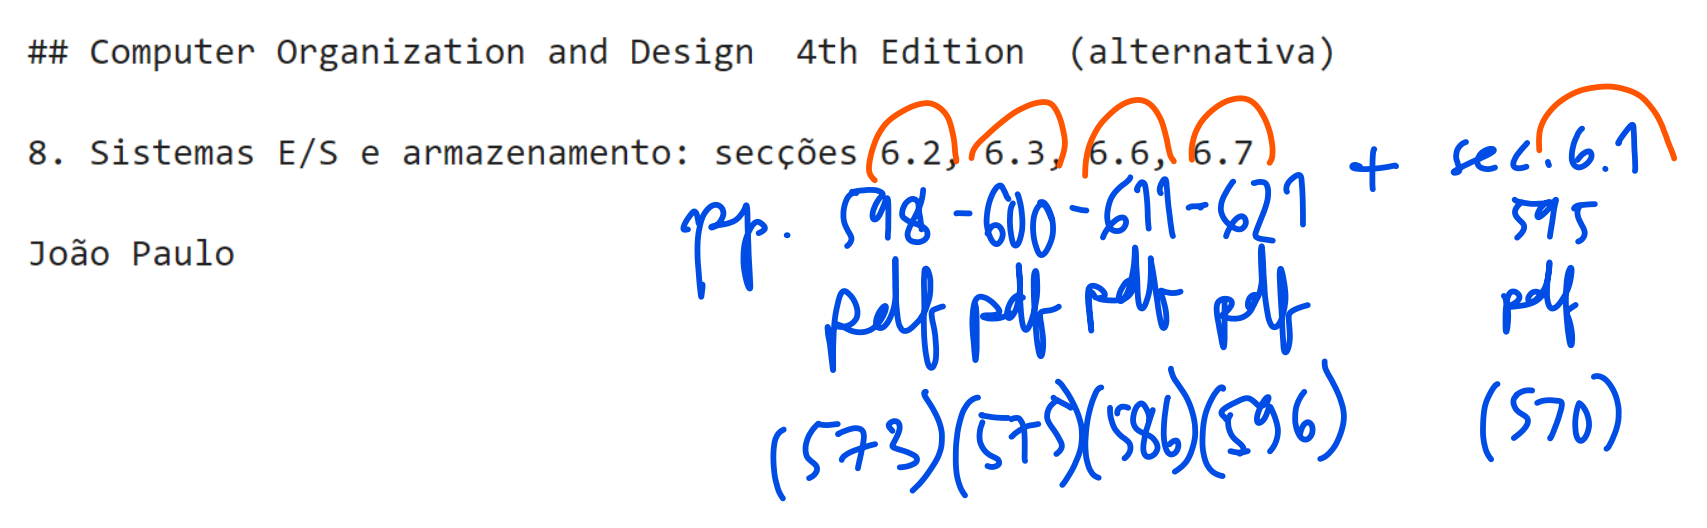 ## Computer Organization and Design  4th Edition  (alternativa)
8. Sistemas E/S e armazenamento: secções 6.2, 6.3, 6.6, 6.7 + sec. 6.1
pp. 598 - 600 - 611 - 621 595
João Paulo
pdf pdf pdf pdf pdf
(573) (575) (586) (596) (570)